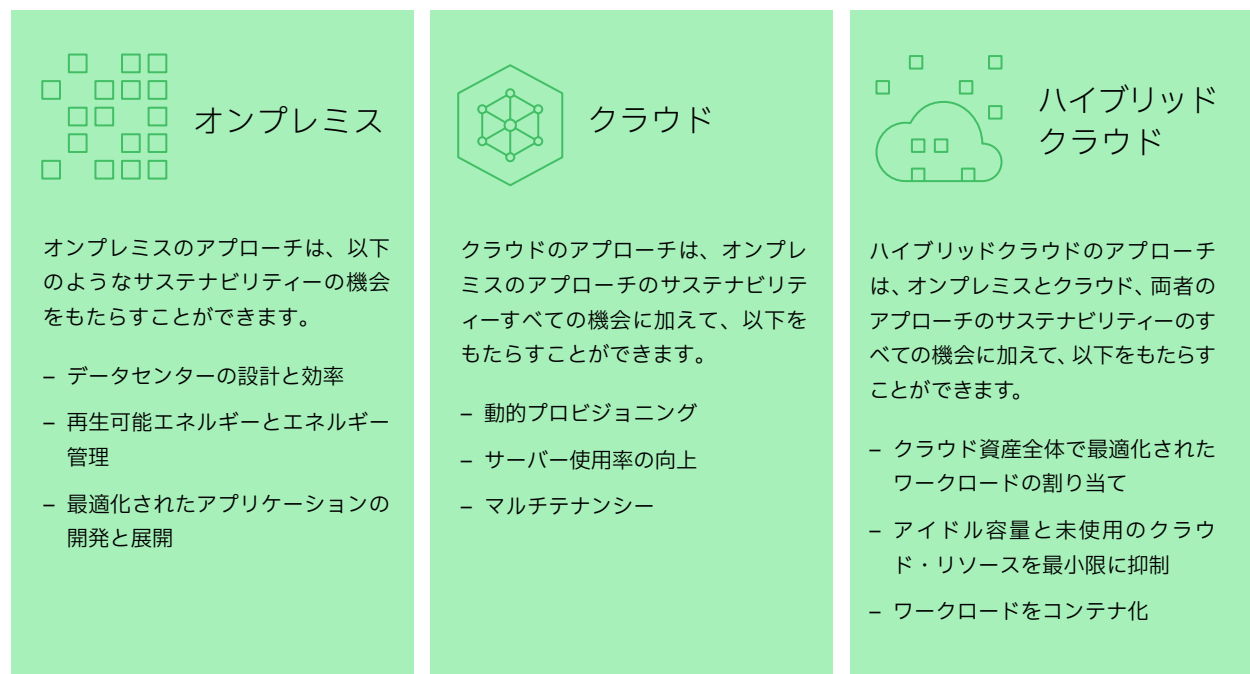 オンプレミス
オンプレミスのアプローチは、以下
のようなサステナビリティーの機会
をもたらすことができます。
– データセンターの設計と効率
– 再生可能エネルギーとエネルギー
管理
– 最適化されたアプリケーションの
開発と展開
クラウド
クラウドのアプローチは、オンプレ
ミスのアプローチのサステナビリテ
ィーすべての機会に加えて、以下を
もたらすことができます。
– 動的プロビジョニング
– サーバー使用率の向上
– マルチテナンシー
ハイブリッド
クラウド
ハイブリッドクラウドのアプローチ
は、オンプレミスとクラウド、両者の
アプローチのサステナビリティーのす
べての機会に加えて、以下をもたらす
ことができます。
– クラウド資産全体で最適化された
ワークロードの割り当て
– アイドル容量と未使用のクラウ
ド・リソースを最小限に抑制
– ワークロードをコンテナ化